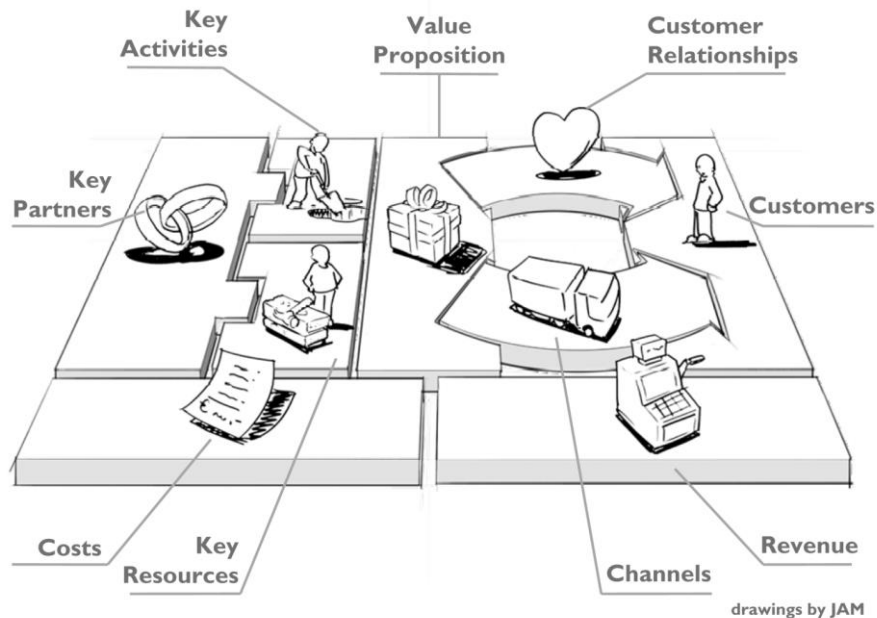 Key
Activities
Value
Proposition
Customer
Relationships
Key
Partners
Customers
Costs
Key
Resources
Channels
Revenue
drawings by JAM